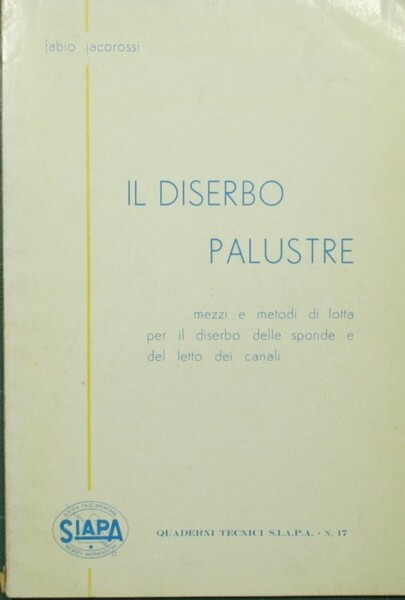 fabio jacorossi
IL DISERBO
PALUSTRE
mezzi e metodi di lotta
per il diserbo delle sponde e
del letto dei canali
SIAPA
QUADERNI TECNICI S.I.A.P.A. - N. 17